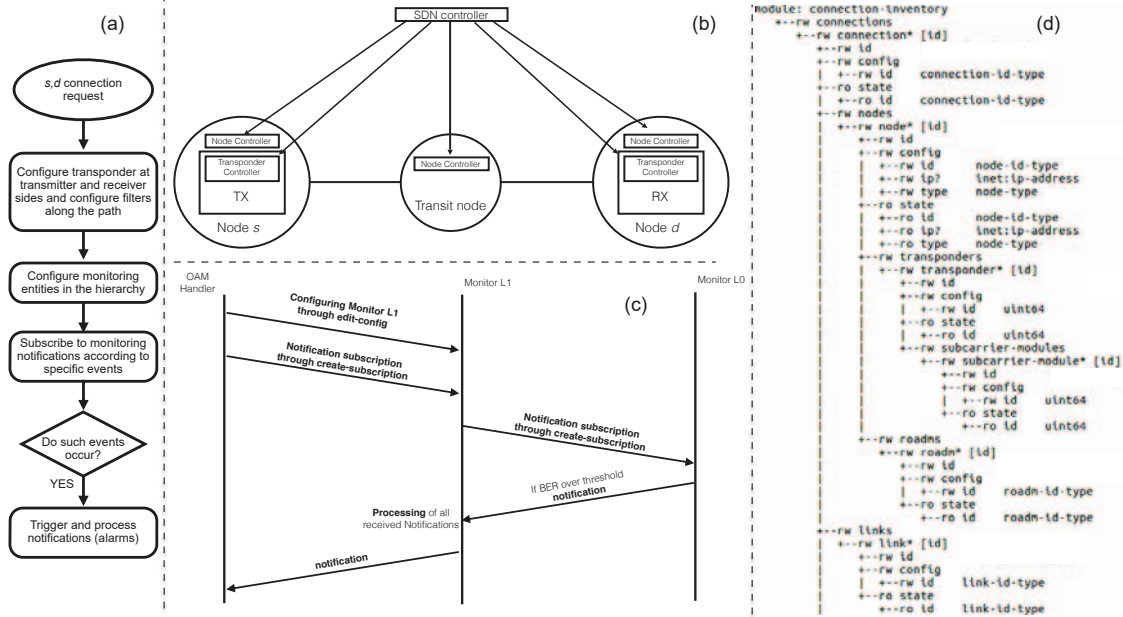 (a)
s,d connection
request
Configure transponder at
transmitter and receiver
sides and configure filters
along the path
Configure monitoring
entities in the hierarchy
Subscribe to monitoring
notifications according to
specific events
Do such events
occur?
YES
Trigger and process
notifications (alarms)
(b)
SDN controller
Node Controller
Transponder
Controller
TX
Node s
Node Controller
Transit node
Node Controller
Transponder
Controller
RX
Node d
(c)
OAM
Handler
Monitor L1
Monitor L0
Configuring Monitor L1
through edit-config
Notification subscription
through create-subscription
Notification subscription
through create-subscription
If BER over threshold
notification
Processing of all
received Notifications
notification
(d)
module: connection-inventory
+--rw connections
+--rw connection* [id]
+--rw id
+--rw config
| +--rw id connection-id-type
+--ro state
| +--ro id connection-id-type
+--rw nodes
| +--rw node* [id]
| +--rw id
| +--rw config
| | +--rw id node-id-type
| | +--rw ip? inet:ip-address
| | +--rw type node-type
| +--ro state
| | +--ro id node-id-type
| | +--ro ip? inet:ip-address
| | +--ro type node-type
| +--rw transponders
| | +--rw transponder* [id]
| | +--rw id
| | +--rw config
| | | +--rw id uint64
| | +--ro state
| | | +--ro id uint64
| | +--rw subcarrier-modules
| | +--rw subcarrier-module* [id]
| | +--rw id
| | +--rw config
| | | +--rw id uint64
| | +--ro state
| | +--ro id uint64
| +--rw roadms
| +--rw roadm* [id]
| +--rw id
| +--rw config
| | +--rw id roadm-id-type
| +--ro state
| +--ro id roadm-id-type
+--rw links
| +--rw link* [id]
| +--rw id
| +--rw config
| | +--rw id link-id-type
| +--ro state
| +--ro id link-id-type